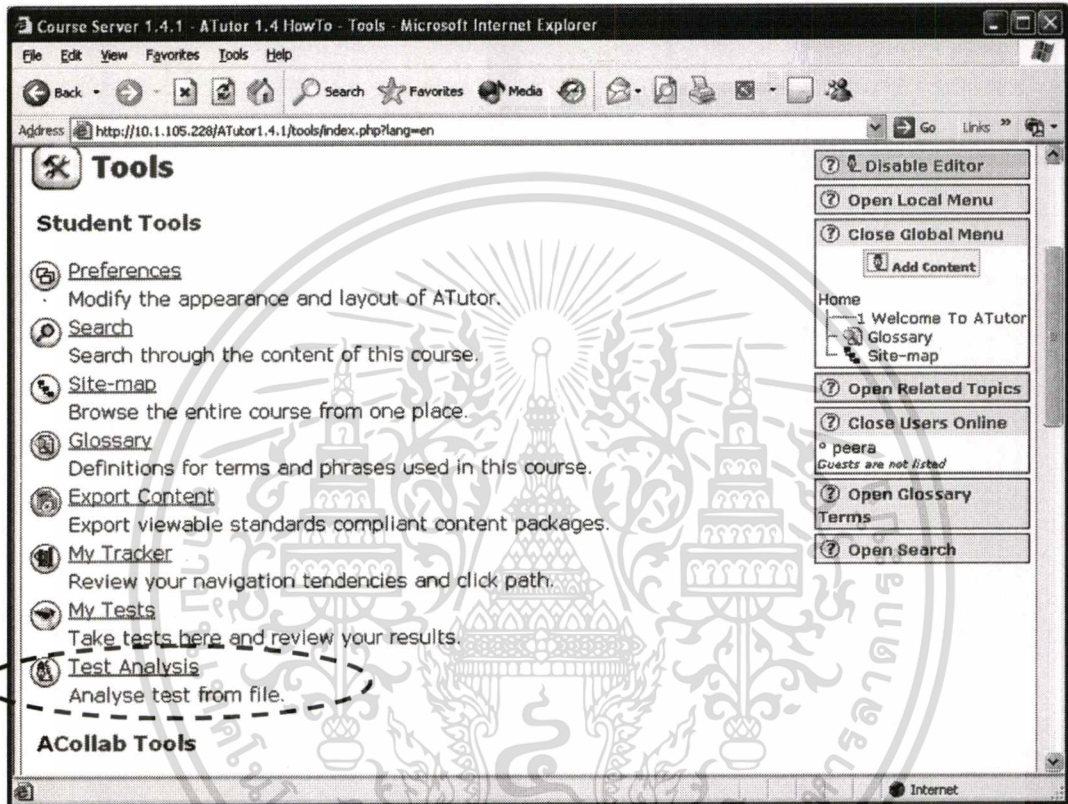 Course Server 1.4.1 - ATutor 1.4 HowTo - Tools - Microsoft Internet Explorer
File Edit View Favorites Tools Help
Back Search Favorites Media
Address http://10.1.105.228/ATutor1.4.1/tools/index.php?lang=en Go Links »
Tools
Student Tools
Preferences
Modify the appearance and layout of ATutor.
Search
Search through the content of this course.
Site-map
Browse the entire course from one place.
Glossary
Definitions for terms and phrases used in this course.
Export Content
Export viewable standards compliant content packages.
My Tracker
Review your navigation tendencies and click path.
My Tests
Take tests here and review your results.
Test Analysis
Analyse test from file.
ACollab Tools
Disable Editor
Open Local Menu
Close Global Menu
Add Content
Home
1 Welcome To ATutor
Glossary
Site-map
Open Related Topics
Close Users Online
° peera
Guests are not listed
Open Glossary
Terms
Open Search
Internet